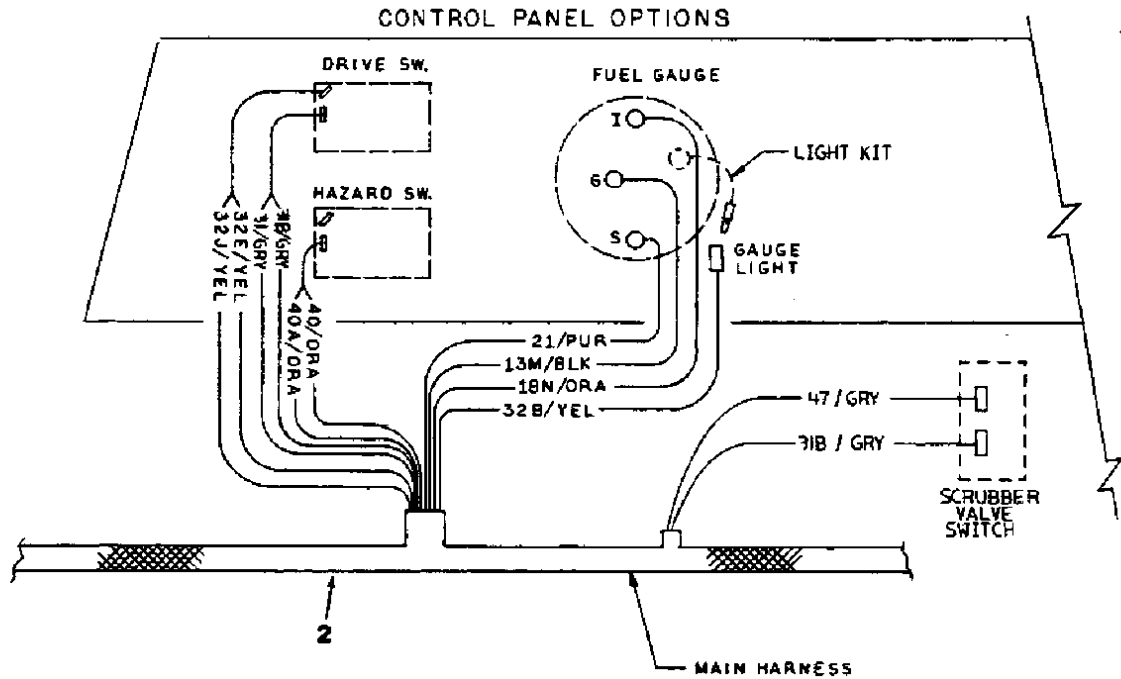 CONTROL PANEL OPTIONS
DRIVE SW.
FUEL GAUGE
I
LIGHT KIT
G
HAZARD SW.
S
GAUGE
LIGHT
32J/YEL
32E/YEL
31/GRY
40A/ORA
40/ORA
21/PUR
13M/BLK
18N/ORA
32B/YEL
47/GRY
31B/GRY
SCRUBBER
VALVE
SWITCH
2
MAIN HARNESS